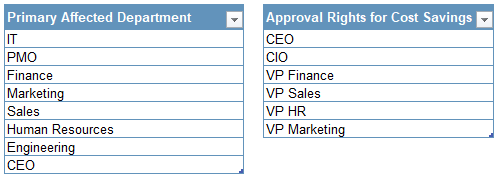 Primary Affected Department
IT
PMO
Finance
Marketing
Sales
Human Resources
Engineering
CEO
Approval Rights for Cost Savings
CEO
CIO
VP Finance
VP Sales
VP HR
VP Marketing